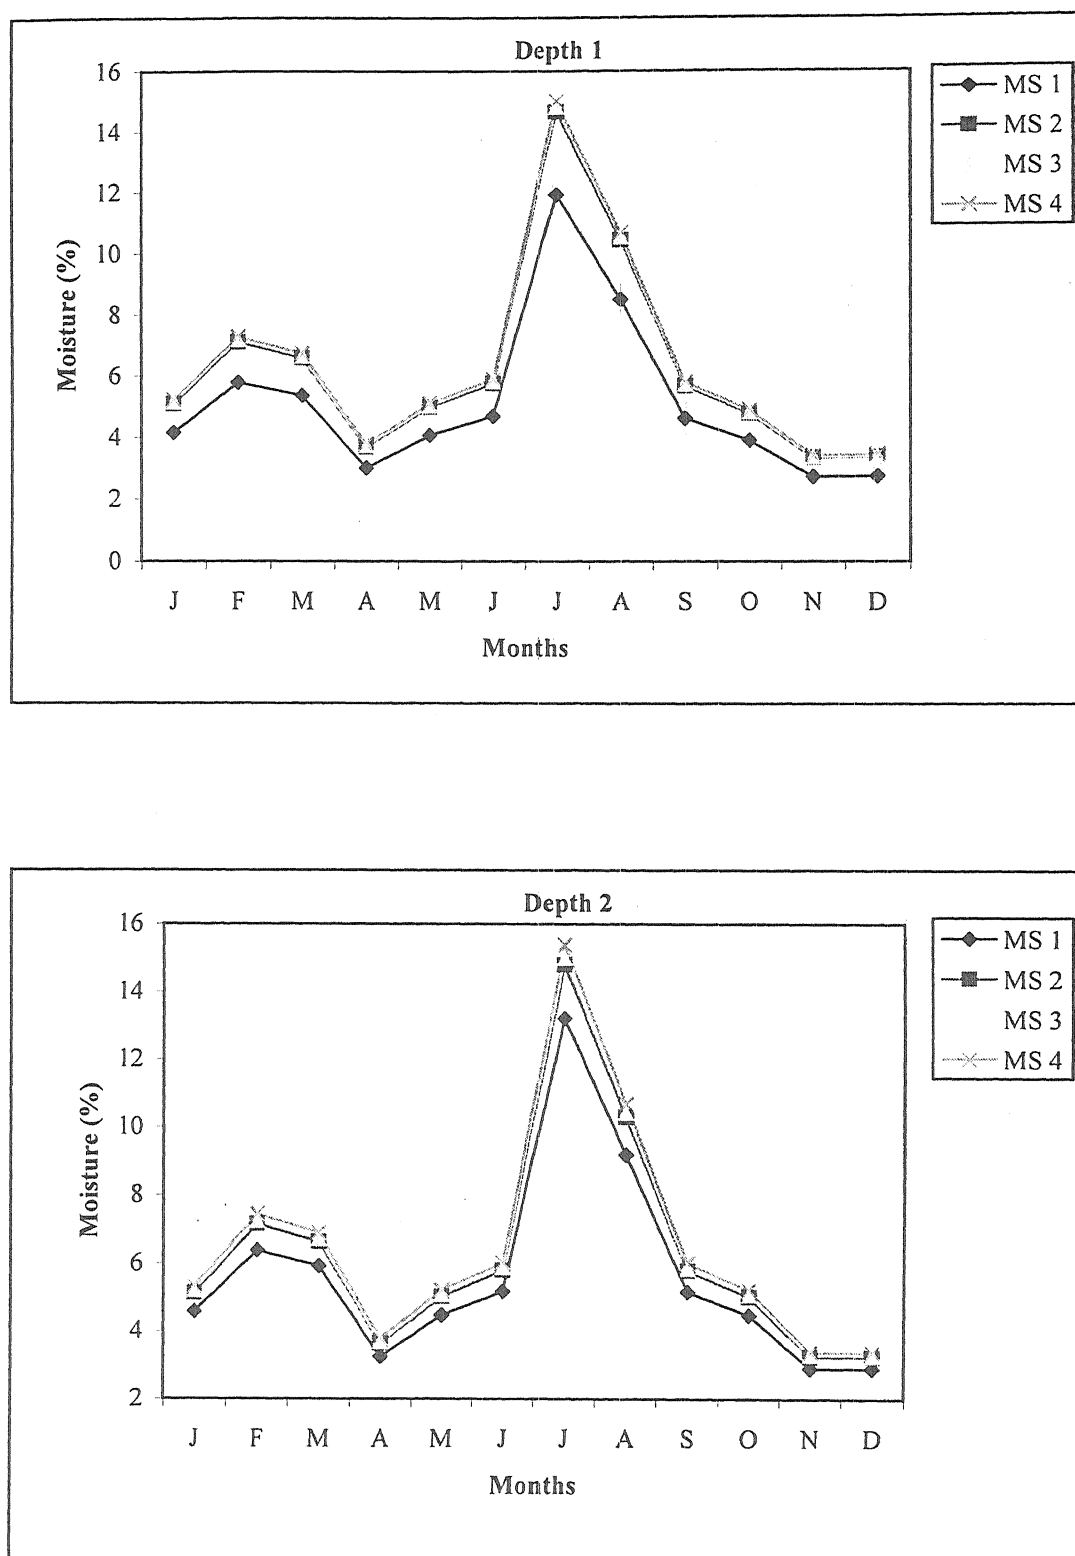 Depth 1
16
14
12
10
8
6
4
2
0
Moisture (%)
J F M A M J J A S O N D
Months
MS 1
MS 2
MS 3
MS 4
Depth 2
16
14
12
10
8
6
4
2
Moisture (%)
J F M A M J J A S O N D
Months
MS 1
MS 2
MS 3
MS 4